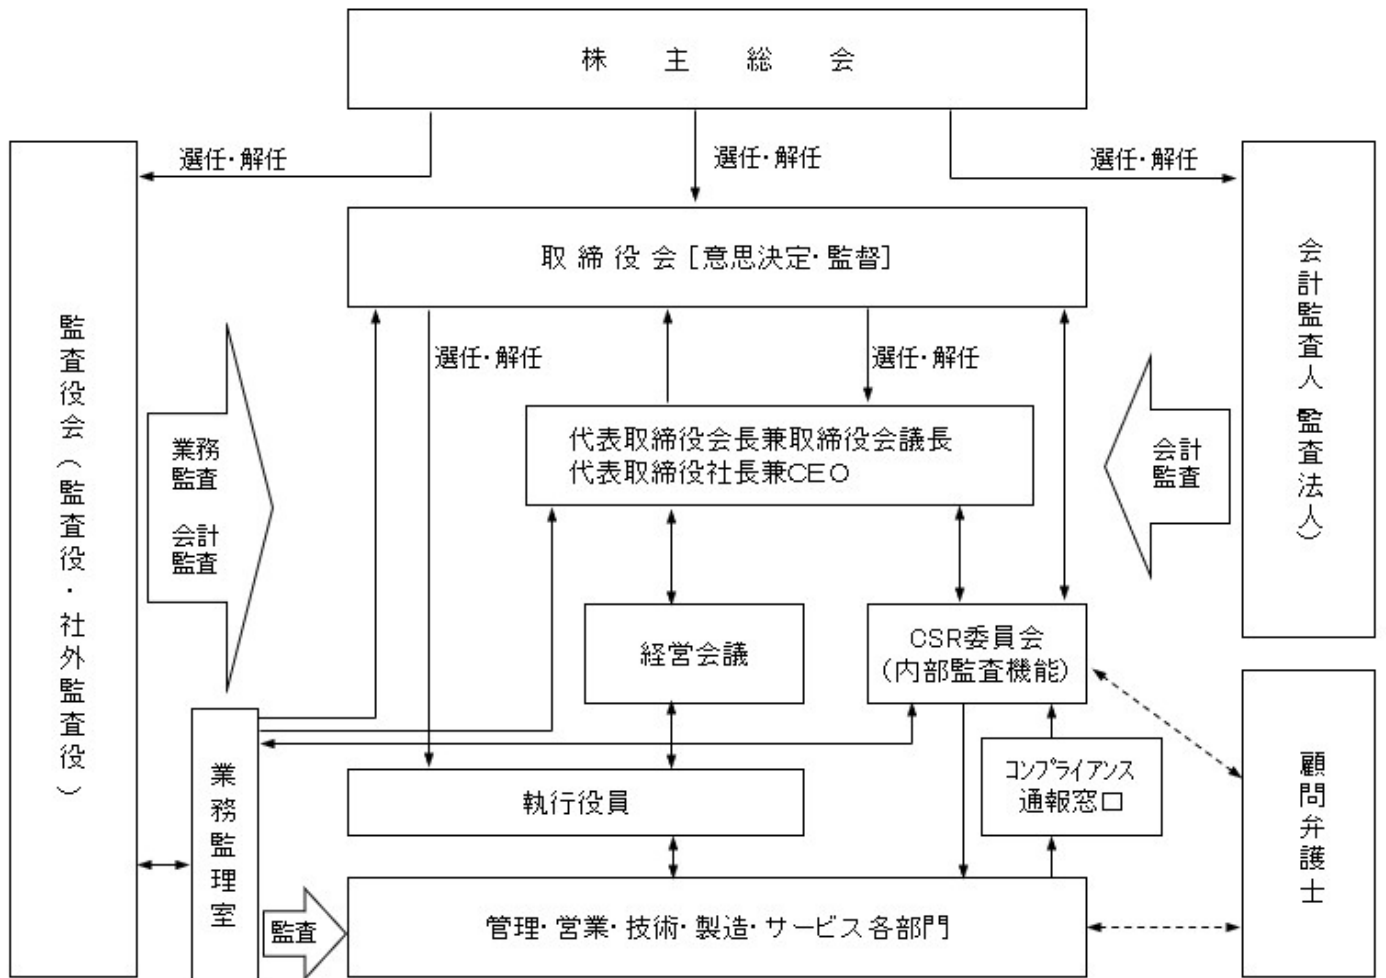 株主総会
選任・解任
選任・解任
選任・解任
取締役会［意思決定・監督］
監査役会（監査役・社外監査役）
会計監査人（監査法人）
業務
監査
会計
監査
選任・解任
選任・解任
代表取締役会長兼取締役会議長
代表取締役社長兼CEO
会計
監査
経営会議
CSR委員会
（内部監査機能）
業務監理室
執行役員
コンプライアンス
通報窓口
顧問弁護士
監査
管理・営業・技術・製造・サービス各部門